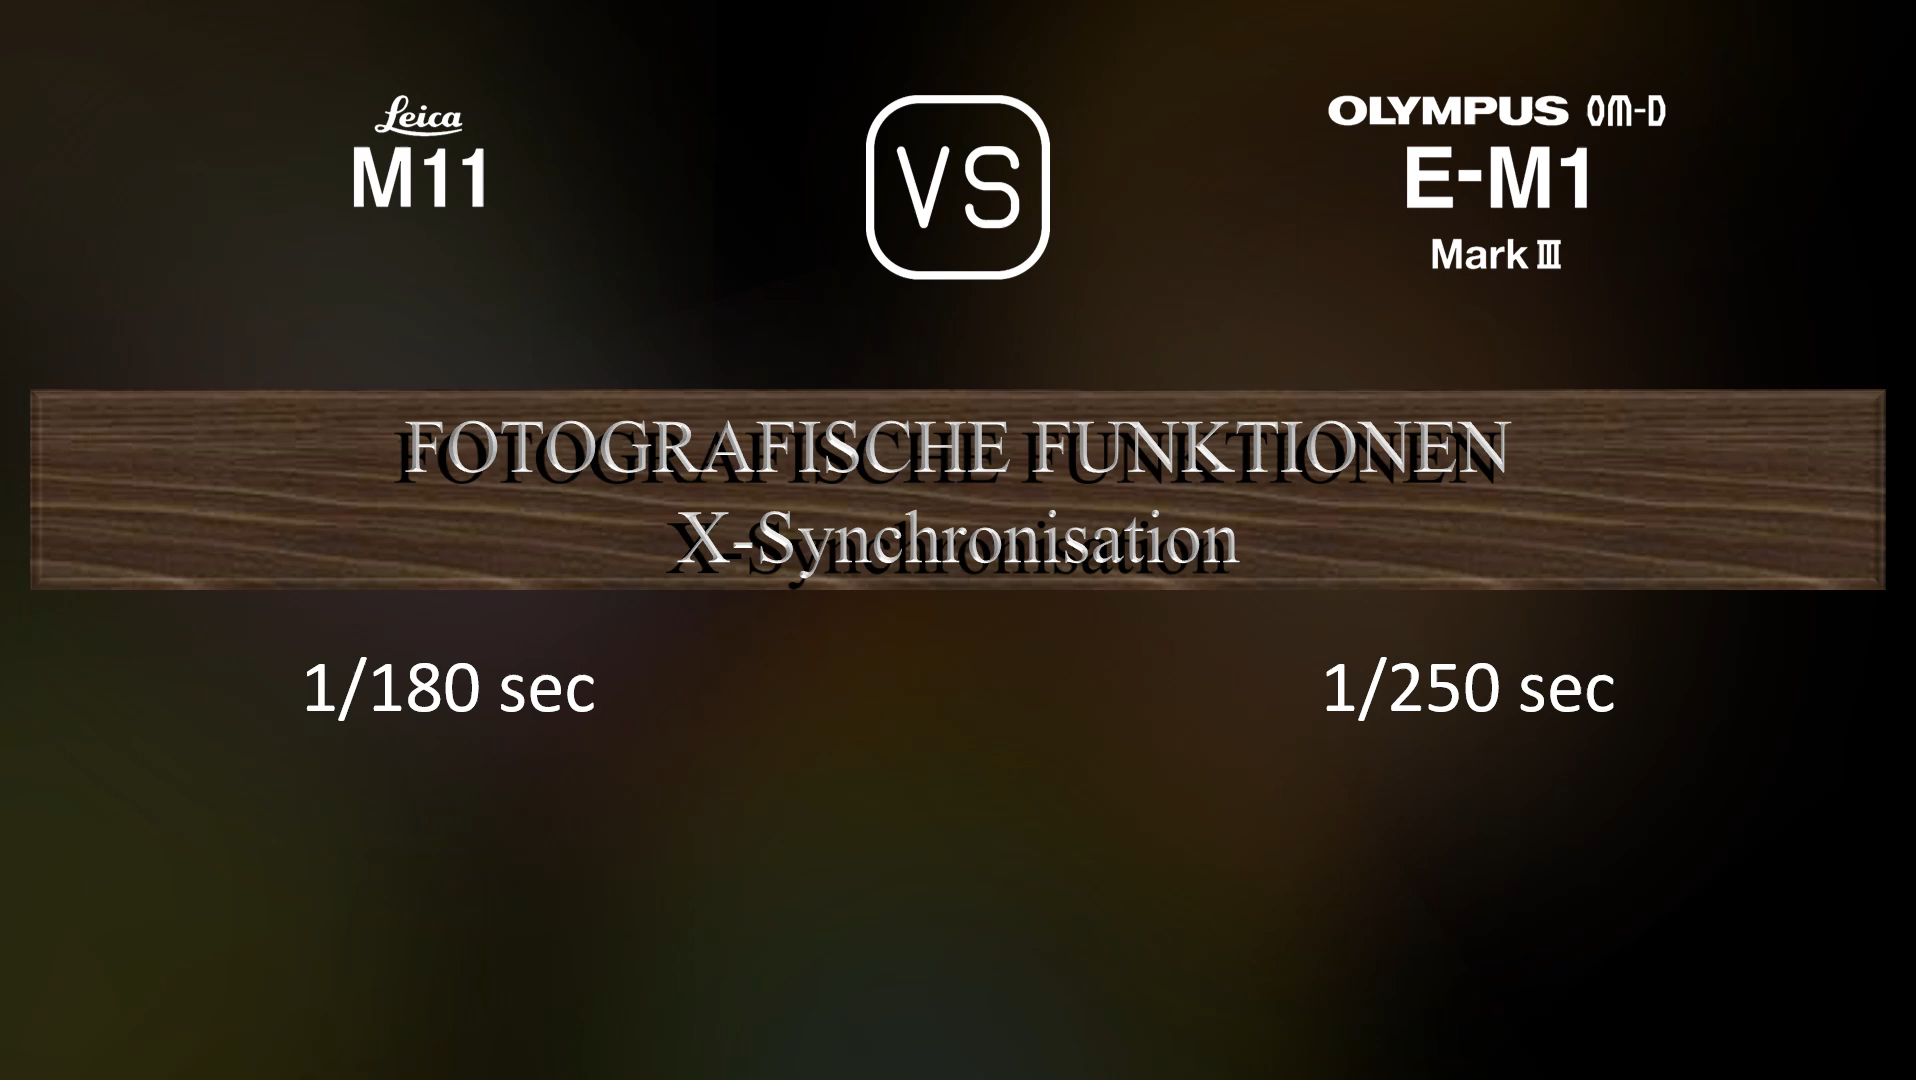 Leica
M11
VS
OLYMPUS OM-D
E-M1
Mark III
FOTOGRAFISCHE FUNKTIONEN
X-Synchronisation
1/180 sec
1/250 sec